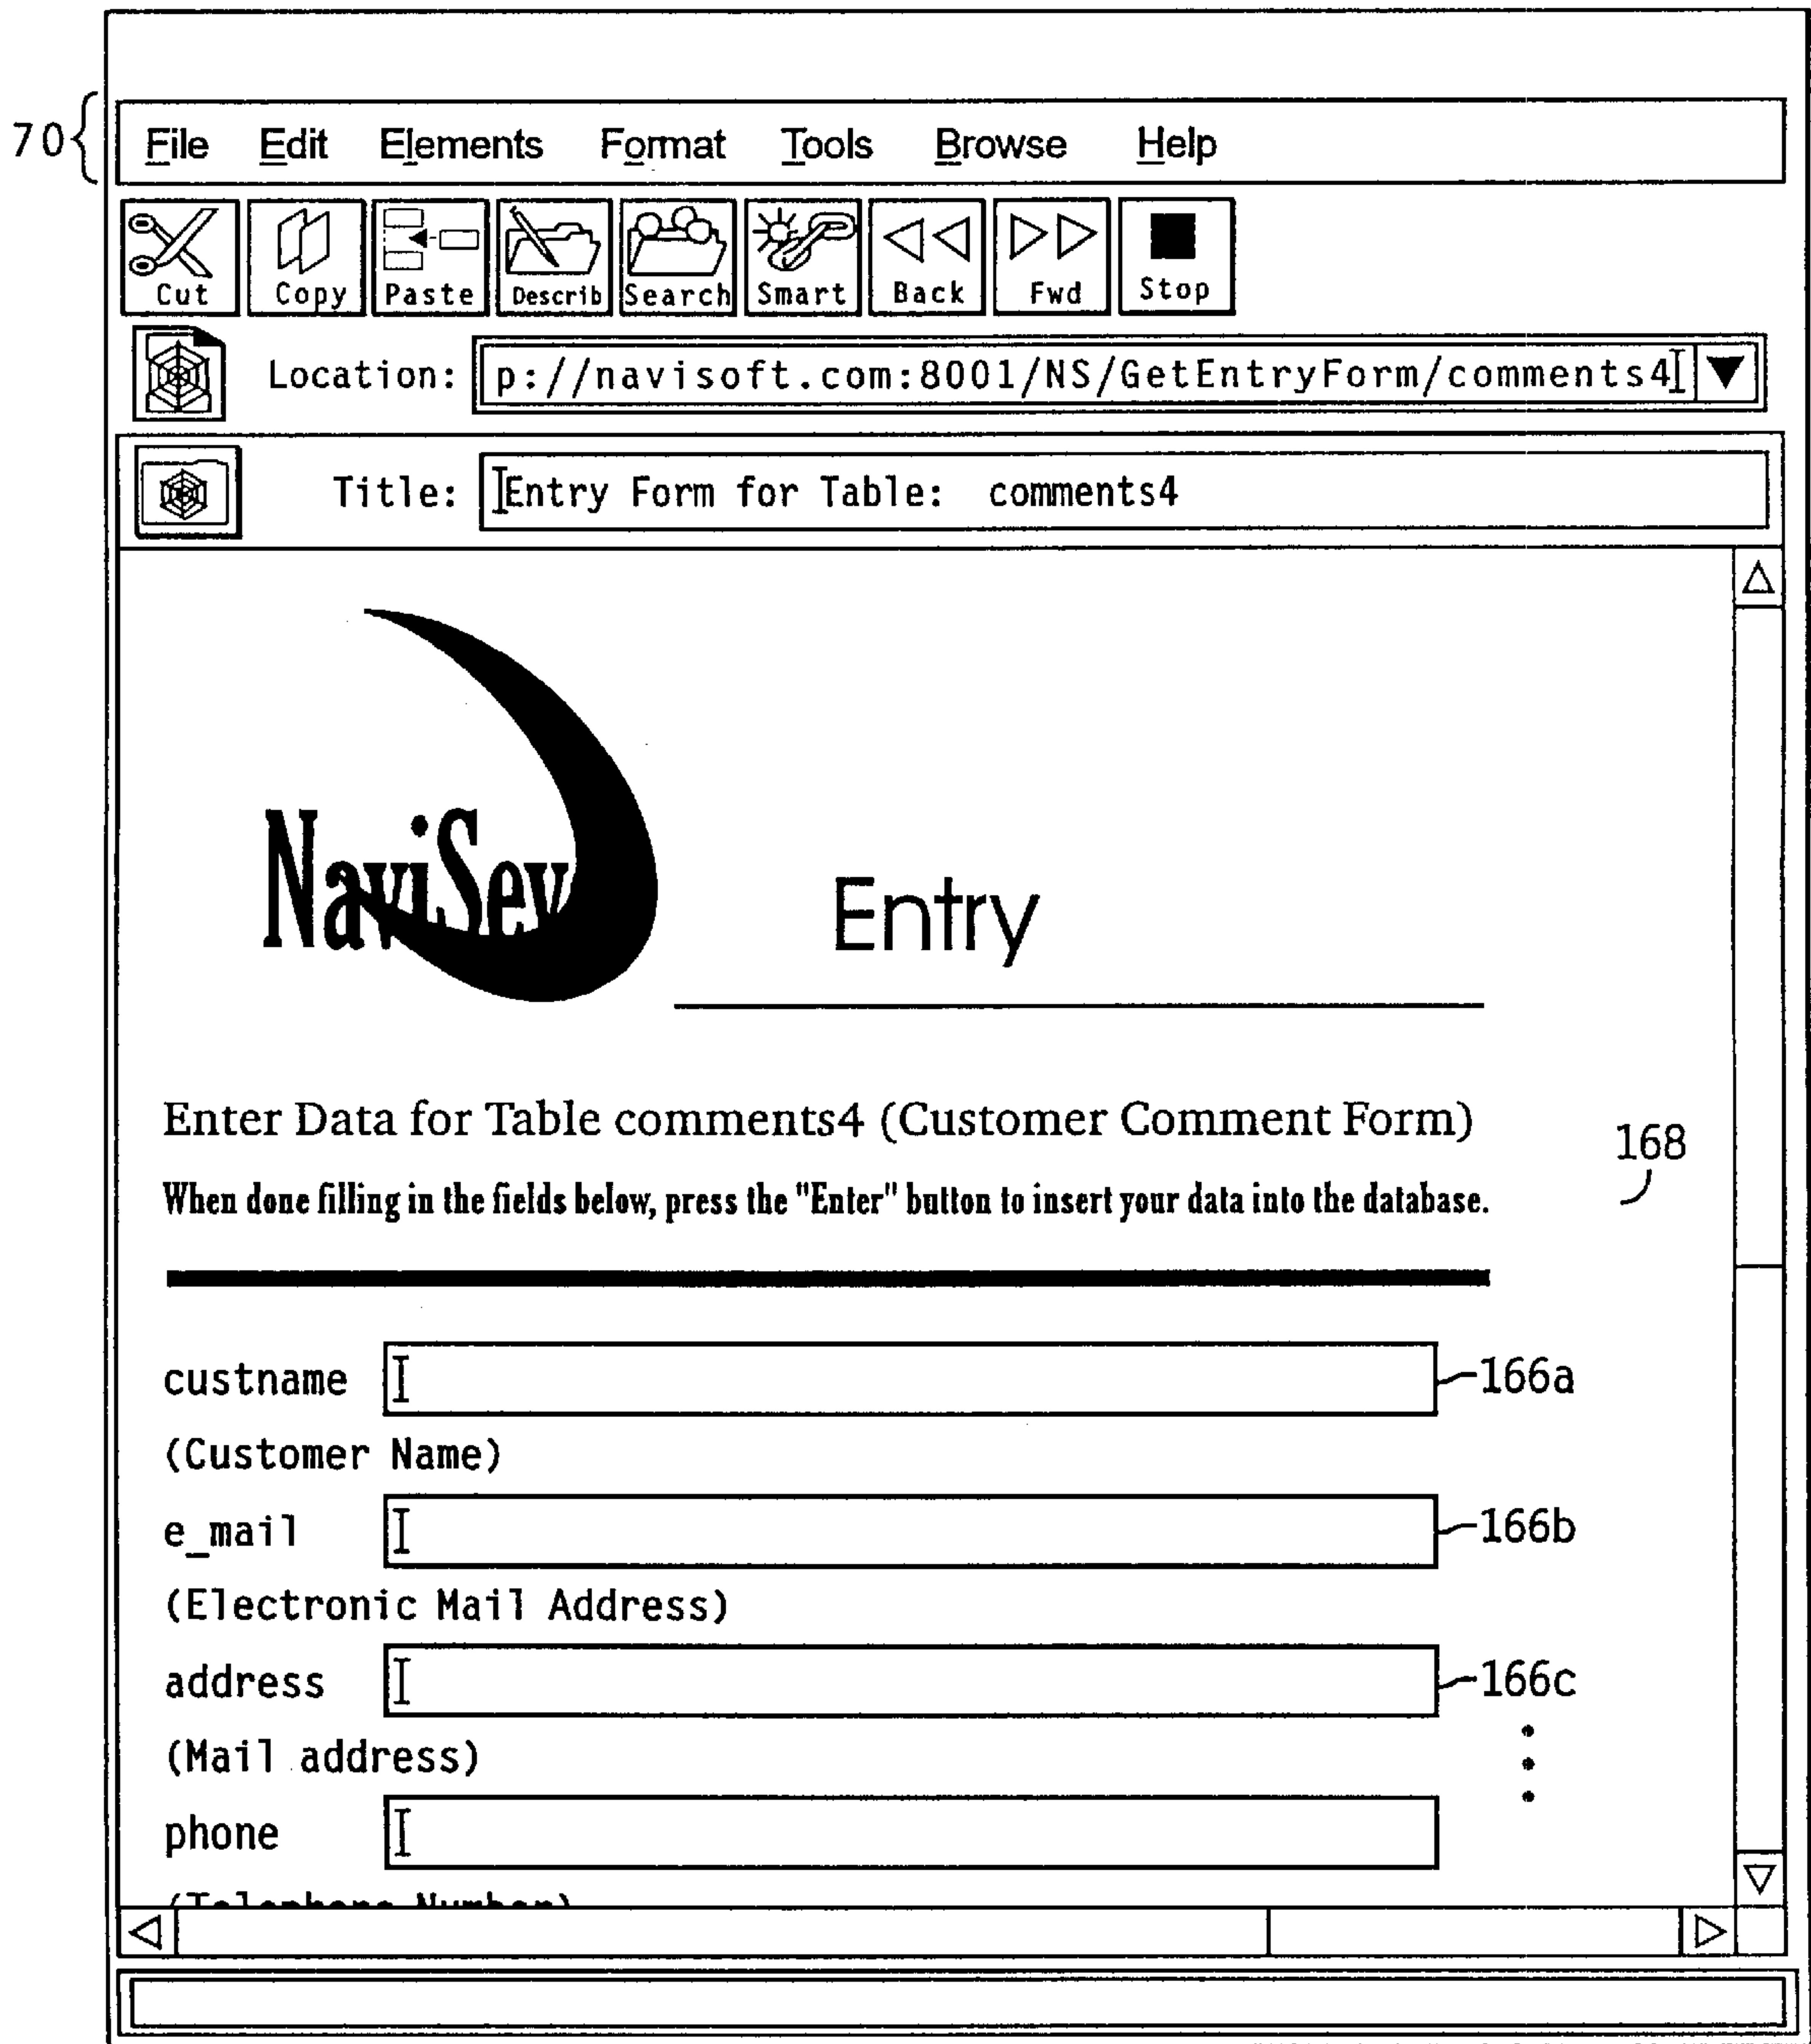 70
File Edit Elements Format Tools Browse Help
Cut Copy Paste Describ Search Smart Back Fwd Stop
Location: p://navisoft.com:8001/NS/GetEntryForm/comments4
Title: Entry Form for Table: comments4
NaviSev
Entry
Enter Data for Table comments4 (Customer Comment Form)
168
When done filling in the fields below, press the "Enter" button to insert your data into the database.
custname 166a
(Customer Name)
e_mail 166b
(Electronic Mail Address)
address 166c
(Mail address)
phone
(Telephone Number)